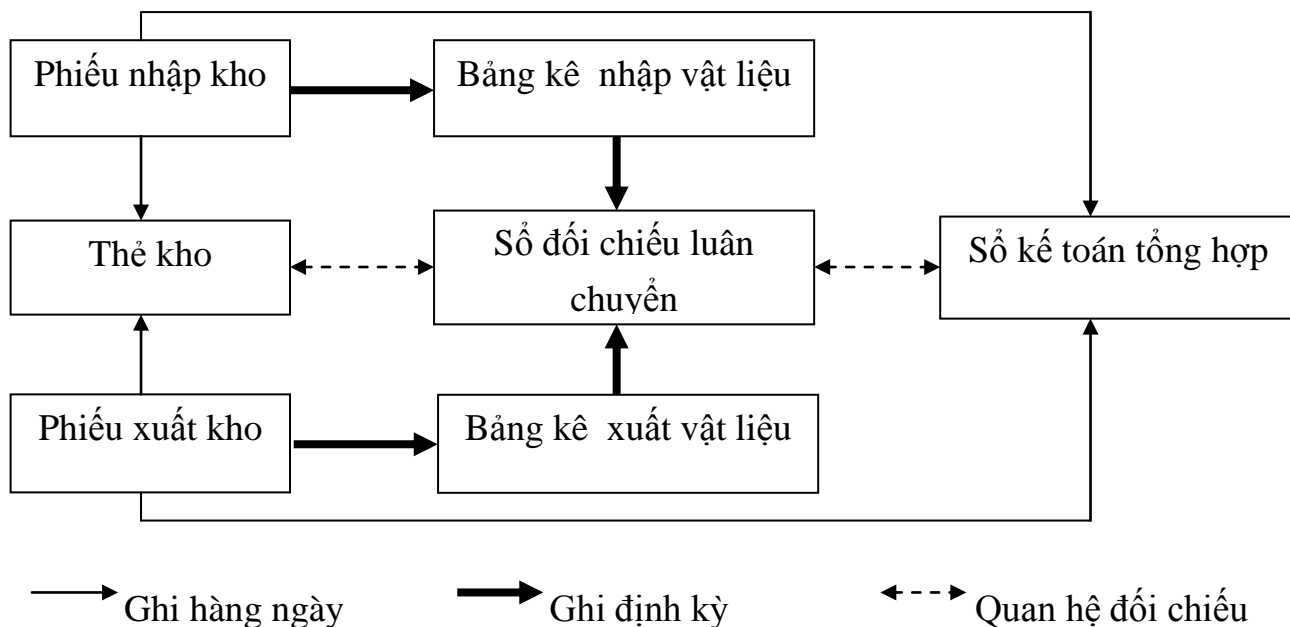 Phiếu nhập kho
Bảng kê nhập vật liệu
Thẻ kho
Sổ đối chiếu luân
chuyển
Sổ kế toán tổng hợp
Phiếu xuất kho
Bảng kê xuất vật liệu
Ghi hàng ngày
Ghi định kỳ
Quan hệ đối chiếu